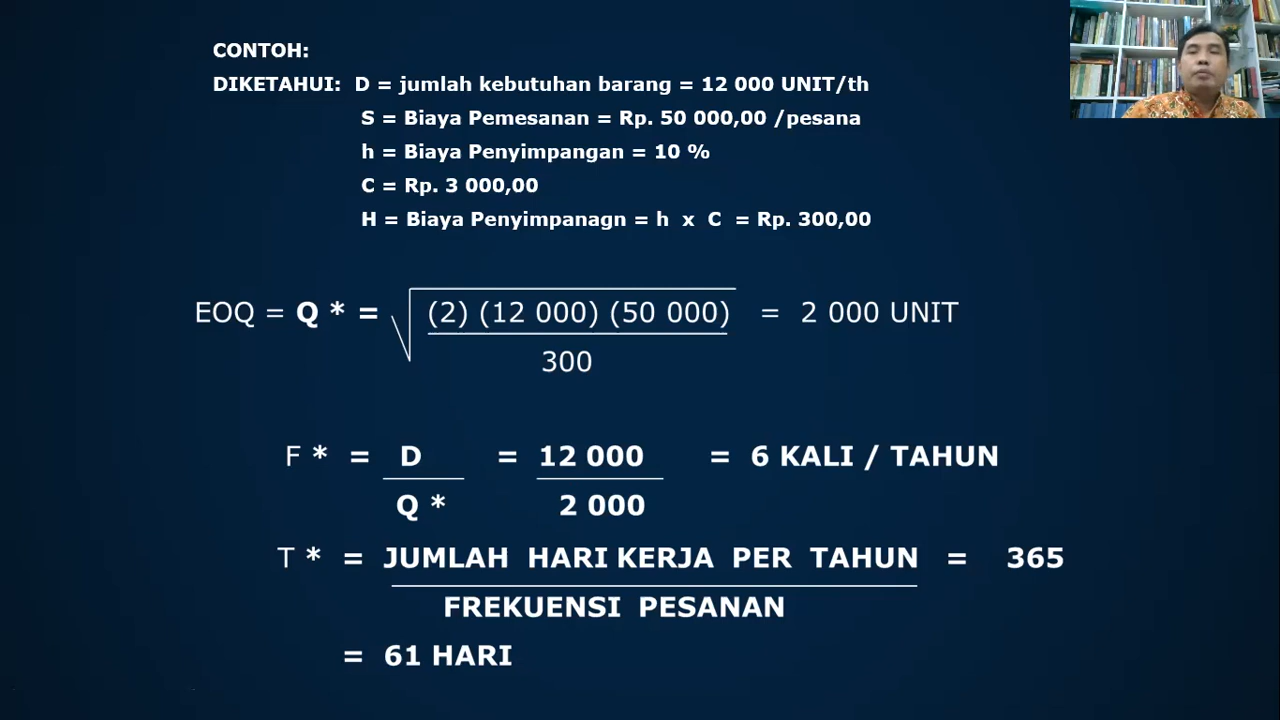 CONTOH:
DIKETAHUI: D = jumlah kebutuhan barang = 12 000 UNIT/th
S = Biaya Pemesanan = Rp. 50 000,00 /pesana
h = Biaya Penyimpangan = 10 %
C = Rp. 3 000,00
H = Biaya Penyimpanagn = h x C = Rp. 300,00
EOQ = Q * = √ (2) (12 000) (50 000) = 2 000 UNIT
300
F * = D = 12 000 = 6 KALI / TAHUN
Q * 2 000
T * = JUMLAH HARI KERJA PER TAHUN = 365
FREKUENSI PESANAN
= 61 HARI